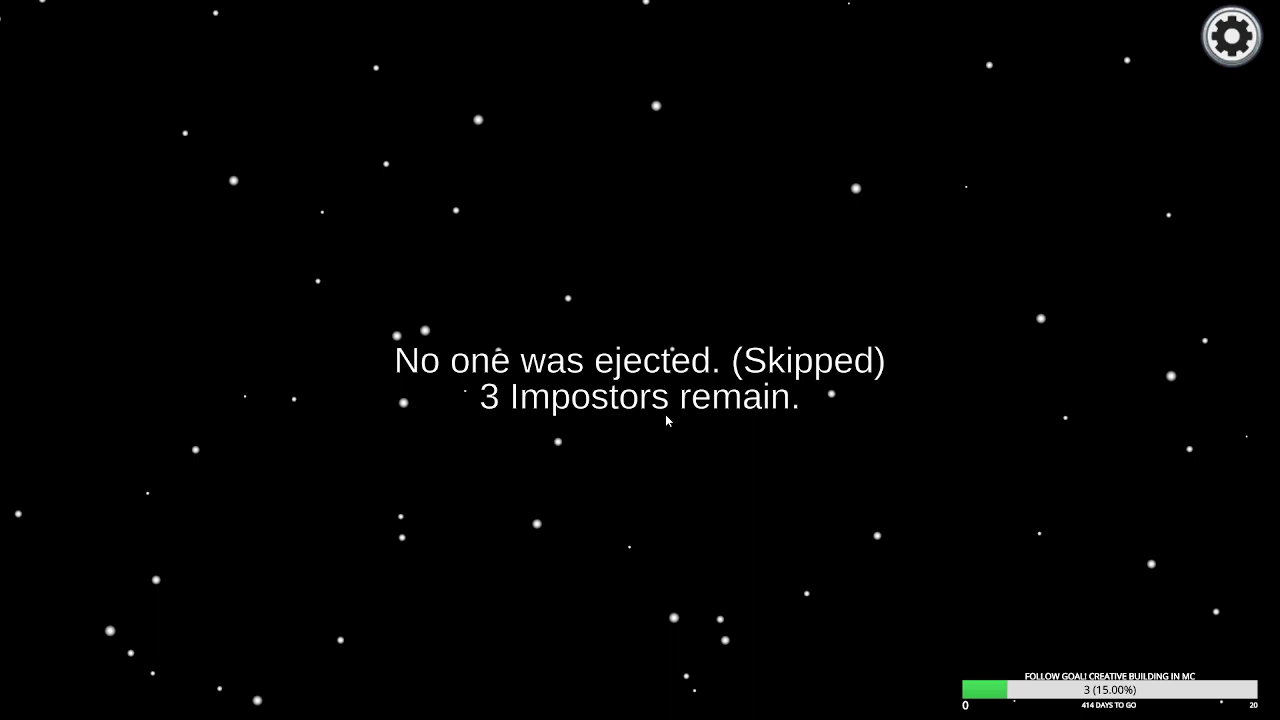 No one was ejected. (Skipped)
3 Impostors remain.
FOLLOW GOAL! CREATIVE BUILDING IN MC
3 (15.00%)
0 414 DAYS TO GO 20